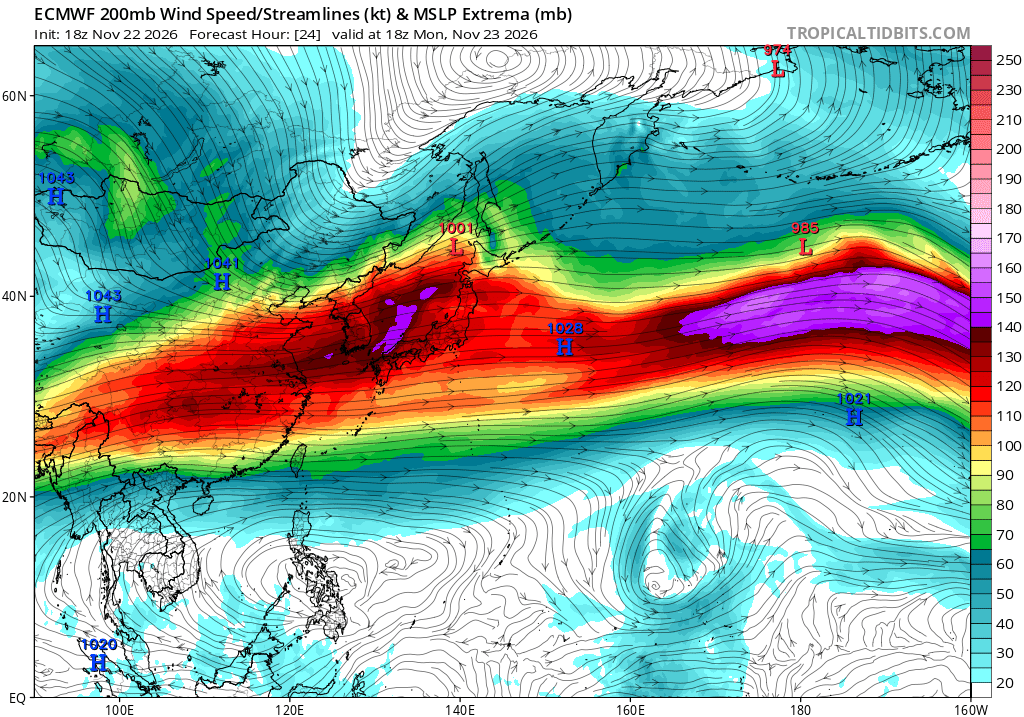 ECMWF 200mb Wind Speed/Streamlines (kt) & MSLP Extrema (mb)
Init: 18z Nov 22 2026 Forecast Hour: [24] valid at 18z Mon, Nov 23 2026
TROPICALTIDBITS.COM
974
L
60N
1043
H
1001
L
985
L
1041
H
1043
H
40N
1028
H
1021
H
20N
1020
H
EQ
100E
120E
140E
160E
180
160W
250
230
210
200
190
180
170
160
150
140
130
120
110
100
90
80
70
60
50
40
30
20